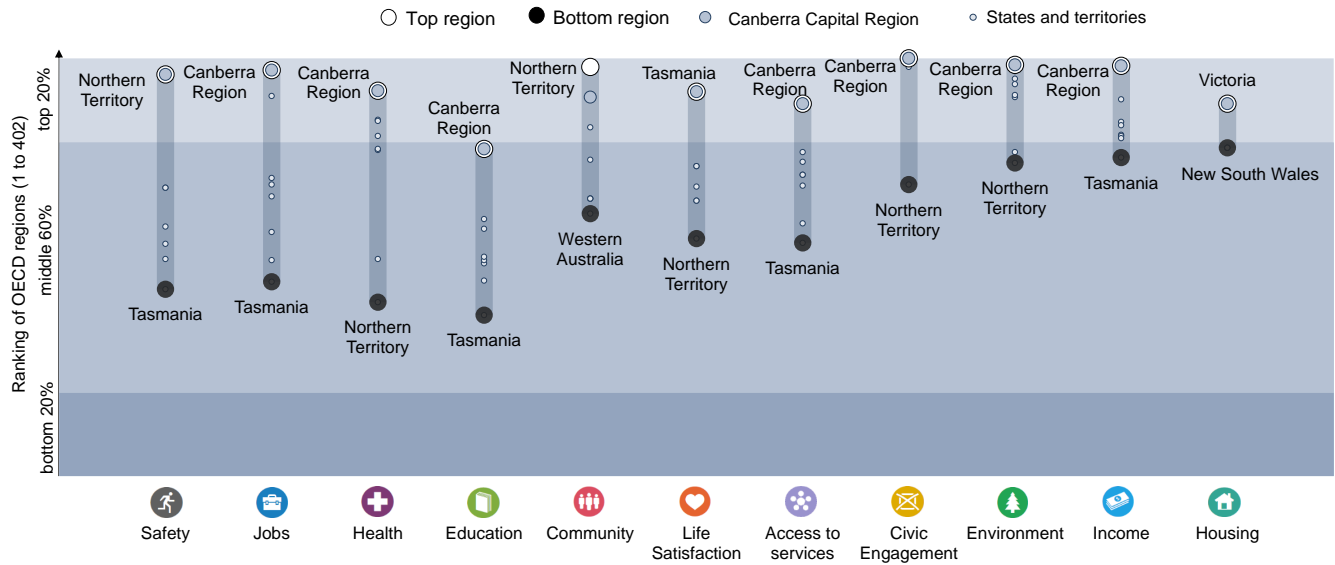 Top region
Bottom region
Canberra Capital Region
States and territories
Ranking of OECD regions (1 to 402)
top 20%
middle 60%
bottom 20%
Northern
Territory
Tasmania
Canberra
Region
Tasmania
Canberra
Region
Northern
Territory
Canberra
Region
Tasmania
Northern
Territory
Western
Australia
Tasmania
Northern
Territory
Canberra
Region
Tasmania
Canberra
Region
Northern
Territory
Canberra
Region
Northern
Territory
Canberra
Region
Tasmania
Victoria
New South Wales
Safety
Jobs
Health
Education
Community
Life
Satisfaction
Access to
services
Civic
Engagement
Environment
Income
Housing